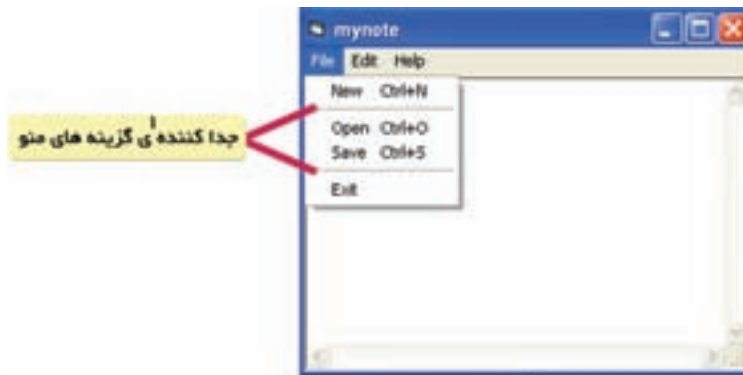 mynote
File Edit Help
New Ctrl+N
Open Ctrl+O
Save Ctrl+S
Exit
جدا کننده ی گزینه های منو